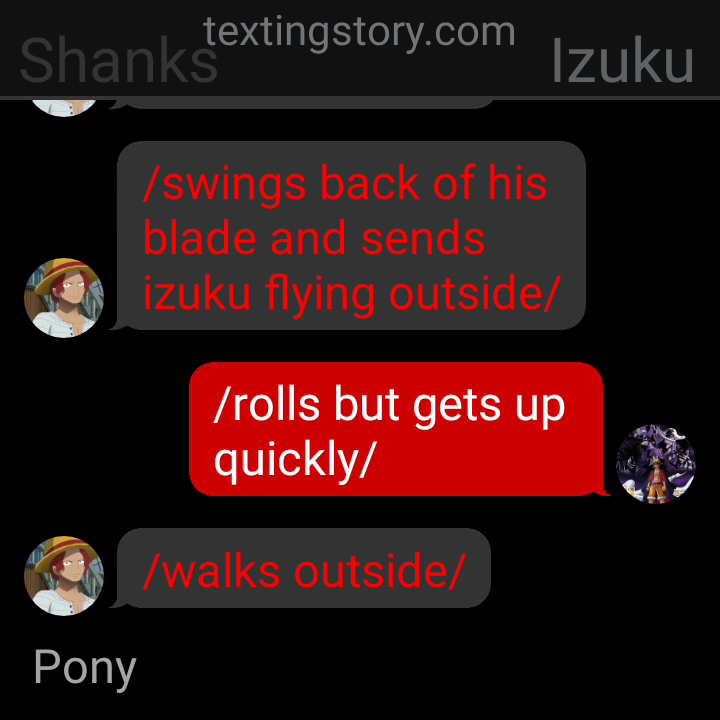 textingstory.com
Shanks
Izuku
/swings back of his
blade and sends
izuku flying outside/
/rolls but gets up
quickly/
/walks outside/
Pony